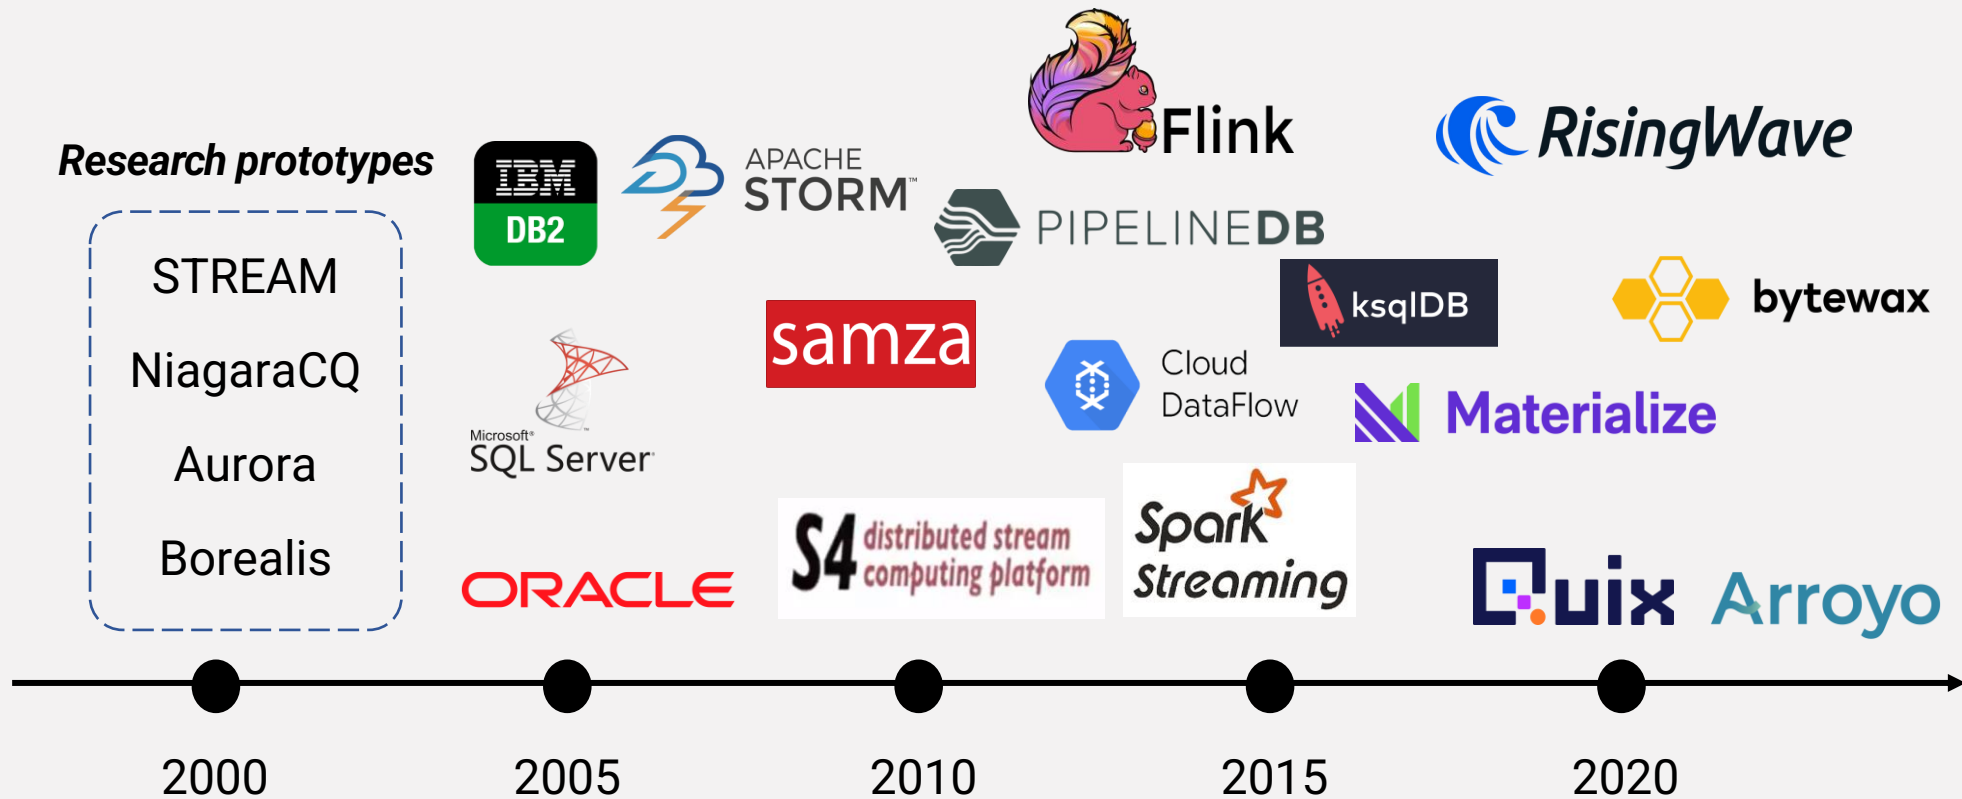 Research prototypes
STREAM
NiagaraCQ
Aurora
Borealis
IBM
DB2
Microsoft®
SQL Server
ORACLE
APACHE
STORM™
samza
S4 distributed stream
computing platform
Flink
PIPELINEDB
Cloud
DataFlow
Spark
Streaming
ksqlDB
RisingWave
bytewax
Materialize
Quix
Arroyo
2000
2005
2010
2015
2020